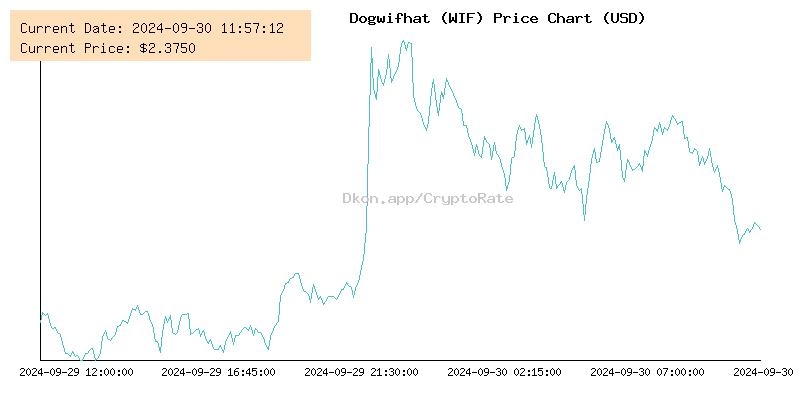 Dogwifhat (WIF) Price Chart (USD)
Current Date: 2024-09-30 11:57:12
Current Price: $2.3750
Dkon.app/CryptoRate
2024-09-29 12:00:00 2024-09-29 16:45:00 2024-09-29 21:30:00 2024-09-30 02:15:00 2024-09-30 07:00:00 2024-09-30